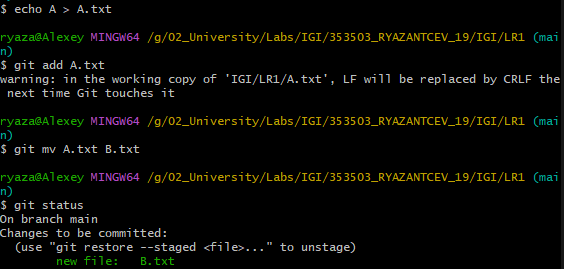 $ echo A > A.txt
ryaza@Alexey MINGW64 /g/02_University/Labs/IGI/353503_RYAZANTCEV_19/IGI/LR1 (mai
n)
$ git add A.txt
warning: in the working copy of 'IGI/LR1/A.txt', LF will be replaced by CRLF the
 next time Git touches it
ryaza@Alexey MINGW64 /g/02_University/Labs/IGI/353503_RYAZANTCEV_19/IGI/LR1 (mai
n)
$ git mv A.txt B.txt
ryaza@Alexey MINGW64 /g/02_University/Labs/IGI/353503_RYAZANTCEV_19/IGI/LR1 (mai
n)
$ git status
On branch main
Changes to be committed:
  (use "git restore --staged <file>..." to unstage)
        new file:   B.txt